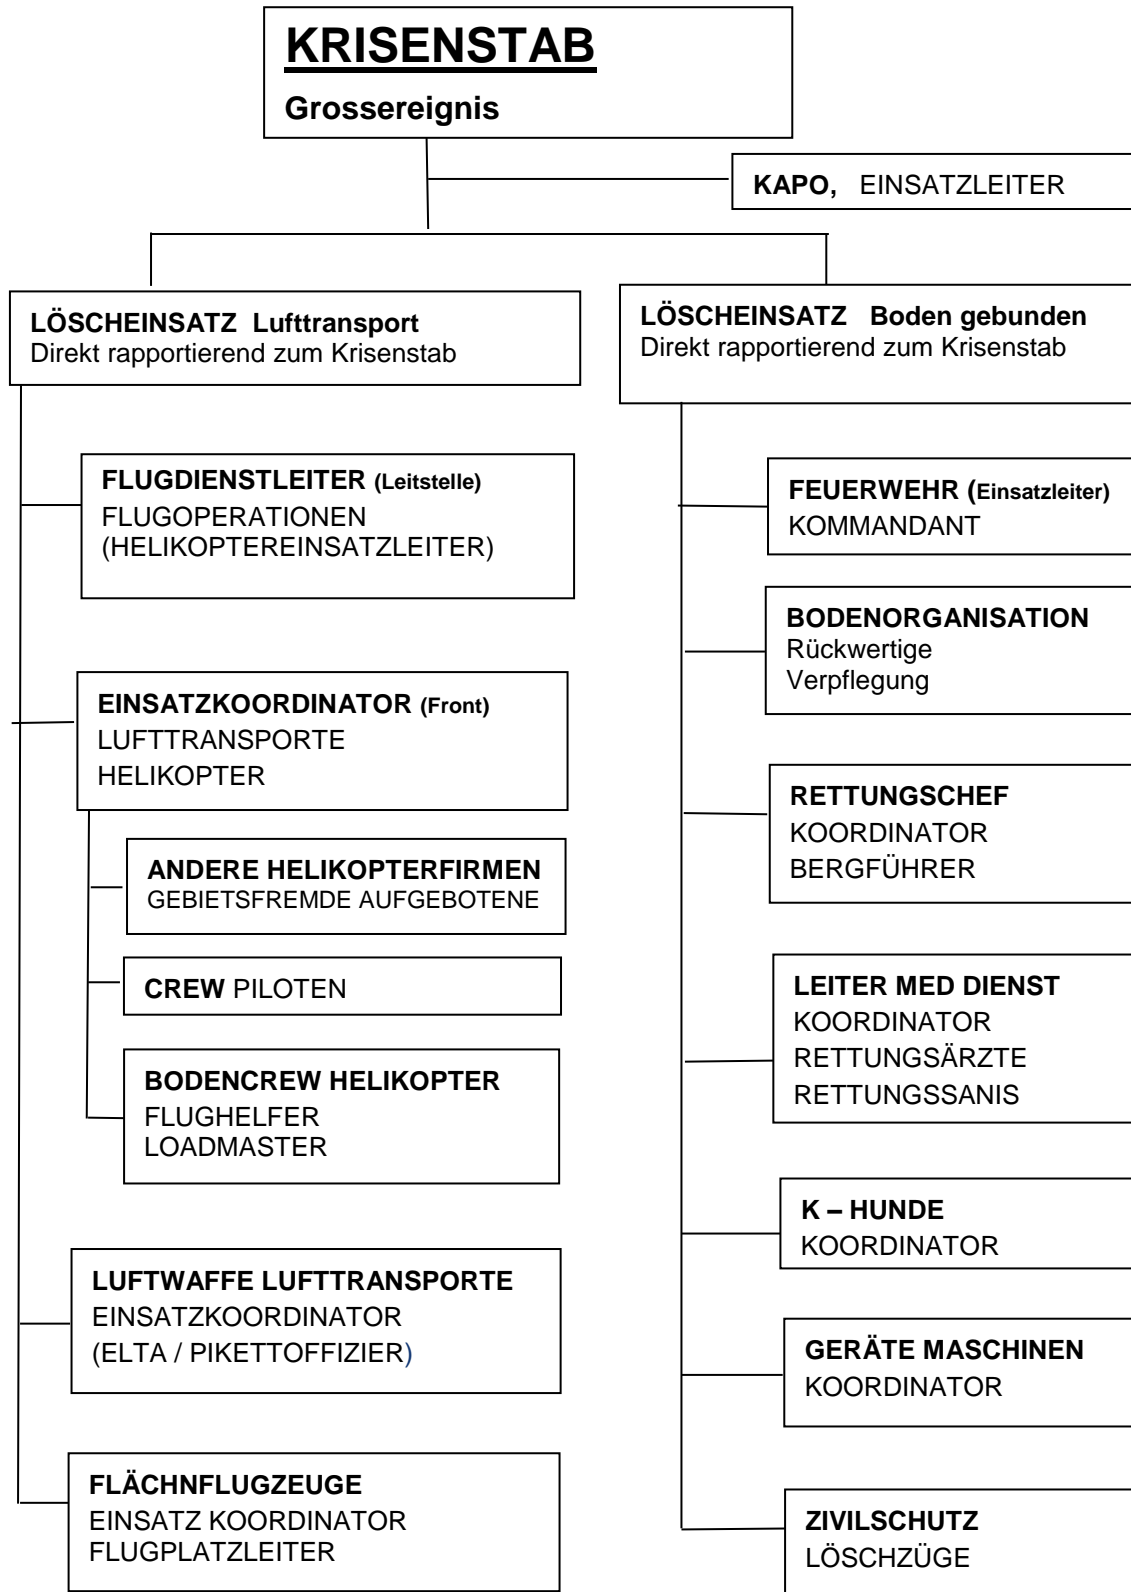 KRISENSTAB
Grossereignis
KAPO, EINSATZLEITER
LÖSCHEINSATZ Lufttransport
Direkt rapportierend zum Krisenstab
FLUGDIENSTLEITER (Leitstelle)
FLUGOPERATIONEN
(HELIKOPTEREINSATZLEITER)
EINSATZKOORDINATOR (Front)
LUFTTRANSPORTE
HELIKOPTER
ANDERE HELIKOPTERFIRMEN
GEBIETSFREMDE AUFGEBOTENE
CREW PILOTEN
BODENCREW HELIKOPTER
FLUGHELFER
LOADMASTER
LUFTWAFFE LUFTTRANSPORTE
EINSATZKOORDINATOR
(ELTA / PIKETTOFFIZIER)
FLÄCHNFLUGZEUGE
EINSATZ KOORDINATOR
FLUGPLATZLEITER
LÖSCHEINSATZ Boden gebunden
Direkt rapportierend zum Krisenstab
FEUERWEHR (Einsatzleiter)
KOMMANDANT
BODENORGANISATION
Rückwertige
Verpflegung
RETTUNGSCHEF
KOORDINATOR
BERGFÜHRER
LEITER MED DIENST
KOORDINATOR
RETTUNGSÄRZTE
RETTUNGSSANIS
K – HUNDE
KOORDINATOR
GERÄTE MASCHINEN
KOORDINATOR
ZIVILSCHUTZ
LÖSCHZÜGE